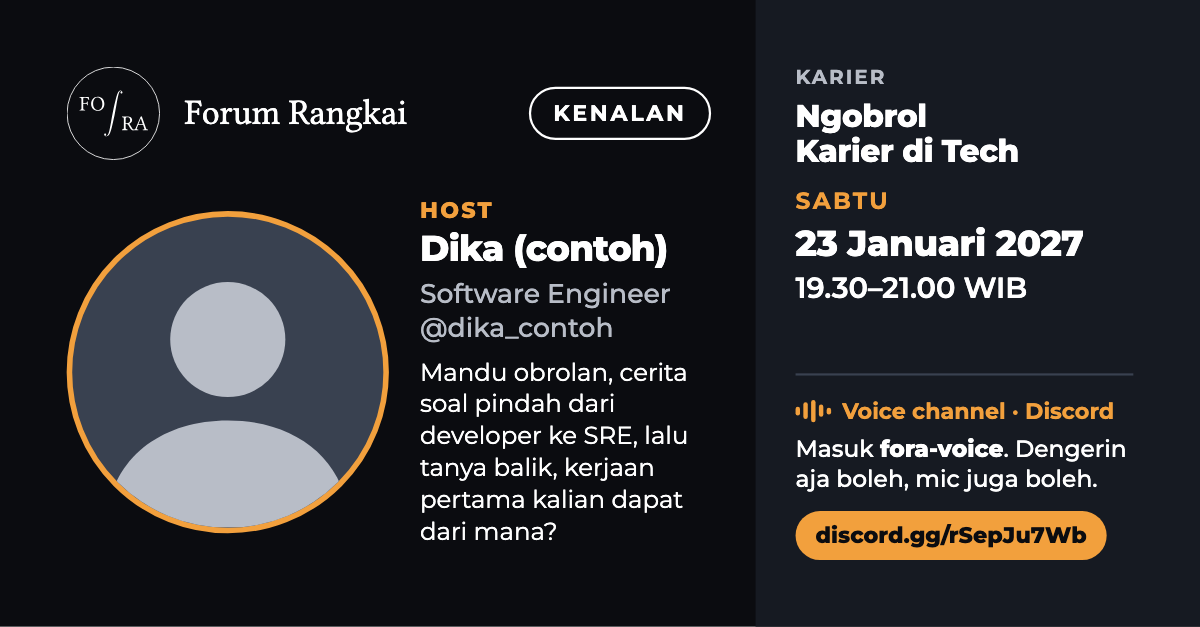 FO
RA
Forum Rangkai
KENALAN
HOST
Dika (contoh)
Software Engineer
@dika_contoh
Mandu obrolan, cerita
soal pindah dari
developer ke SRE, lalu
tanya balik, kerjaan
pertama kalian dapat
dari mana?
KARIER
Ngobrol
Karier di Tech
SABTU
23 Januari 2027
19.30–21.00 WIB
Voice channel · Discord
Masuk fora-voice. Dengerin
aja boleh, mic juga boleh.
discord.gg/rSepJu7Wb